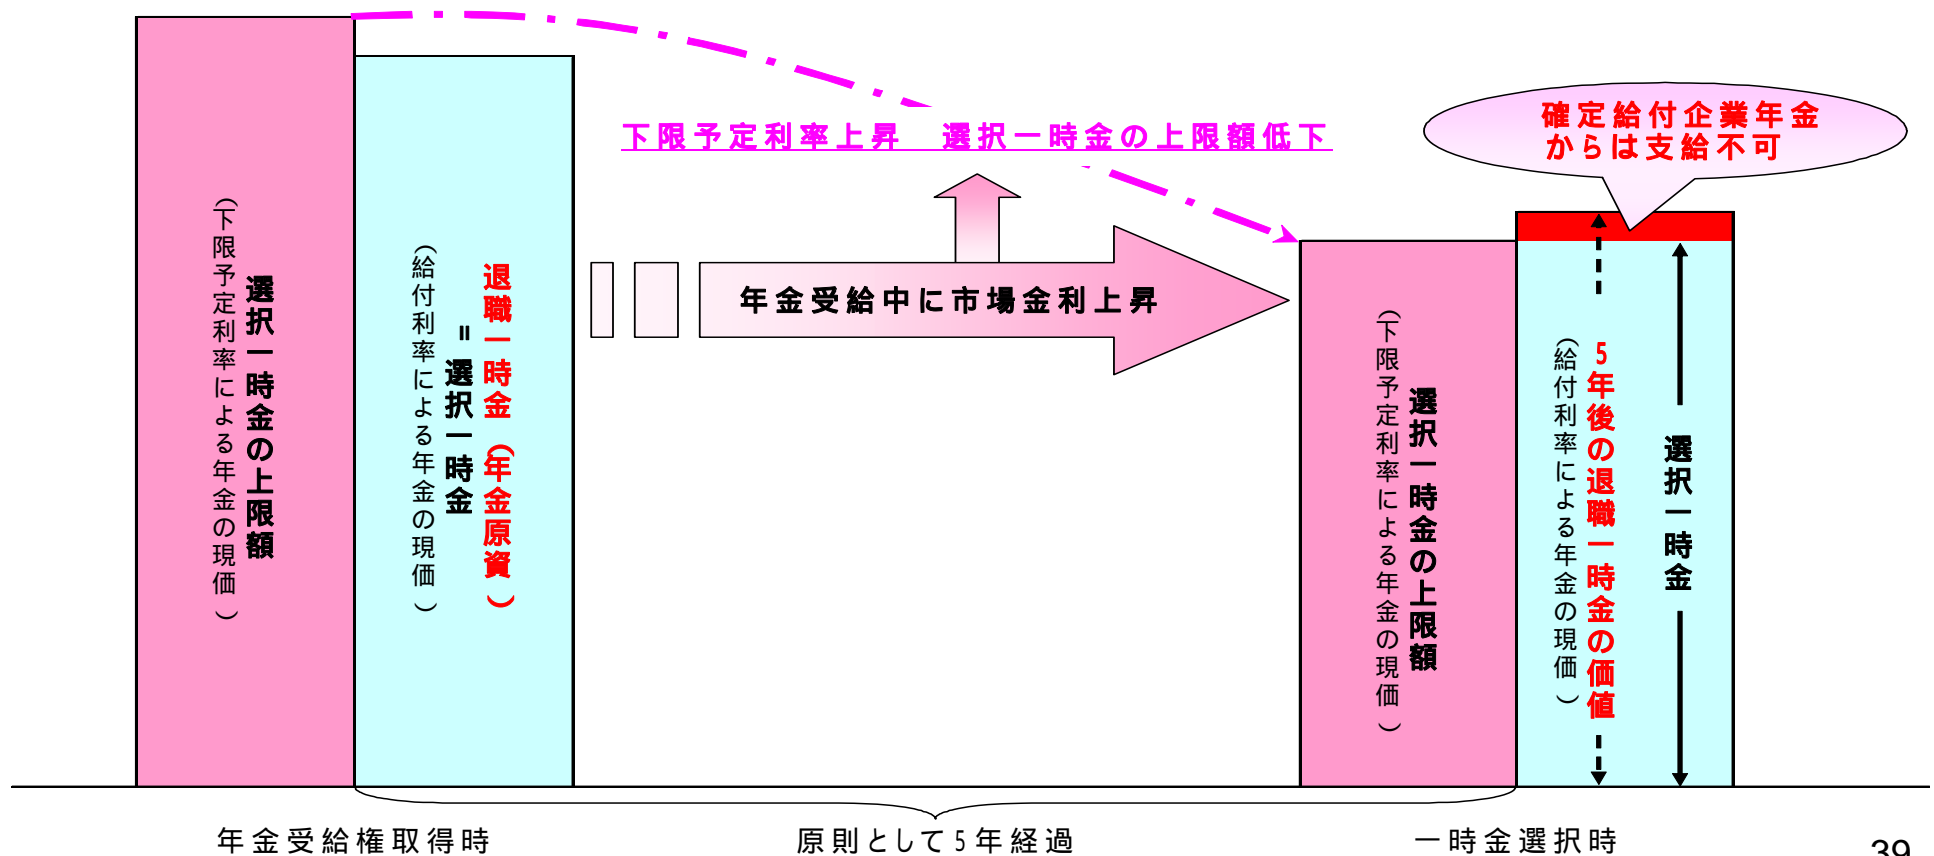 下限予定利率上昇　選択一時金の上限額低下
確定給付企業年金
からは支給不可
選択一時金の上限額
（下限予定利率による年金の現価）
退職一時金（年金原資）
=選択一時金
（給付利率による年金の現価）
年金受給中に市場金利上昇
選択一時金の上限額
（下限予定利率による年金の現価）
選択一時金
5年後の退職一時金の価値
（給付利率による年金の現価）
年金受給権取得時
原則として5年経過
一時金選択時
39